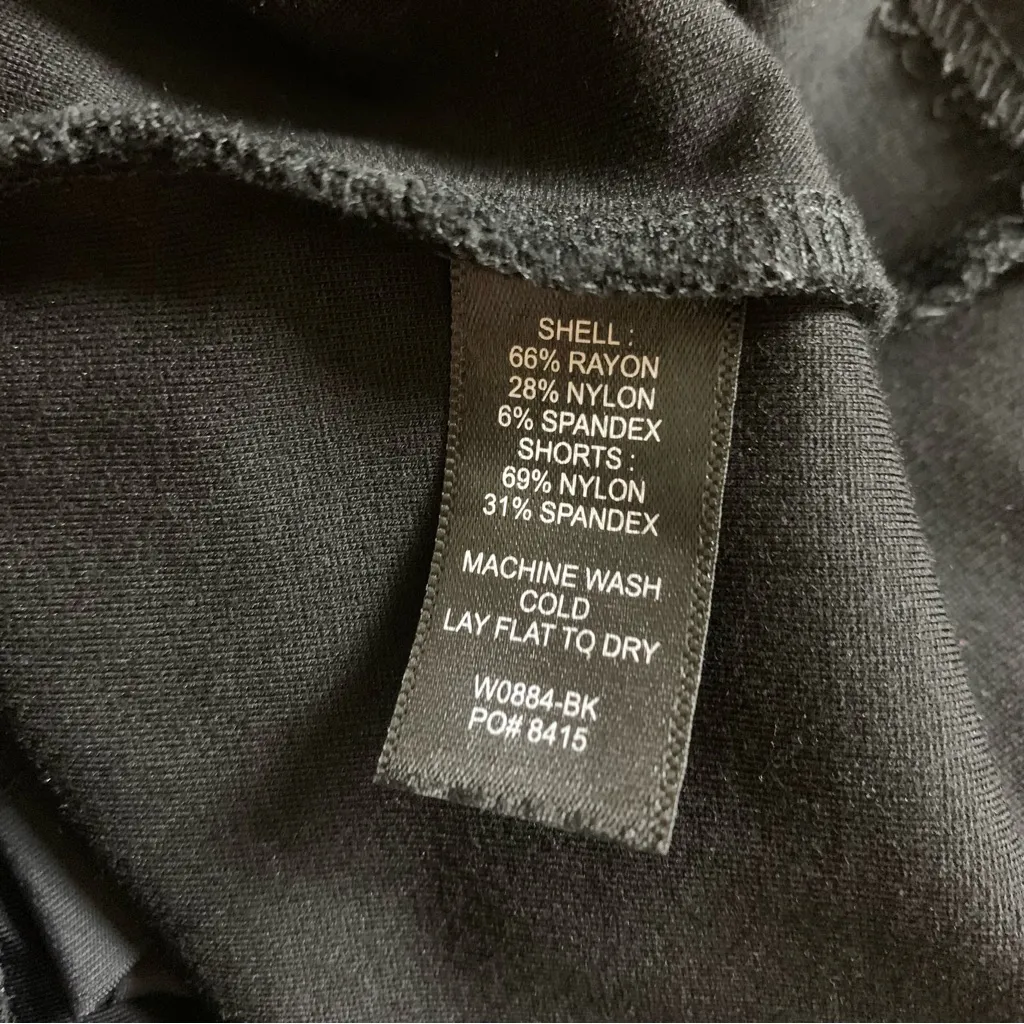 SHELL :
66% RAYON
28% NYLON
6% SPANDEX
SHORTS :
69% NYLON
31% SPANDEX
MACHINE WASH
COLD
LAY FLAT TO DRY
W0884-BK
PO# 8415